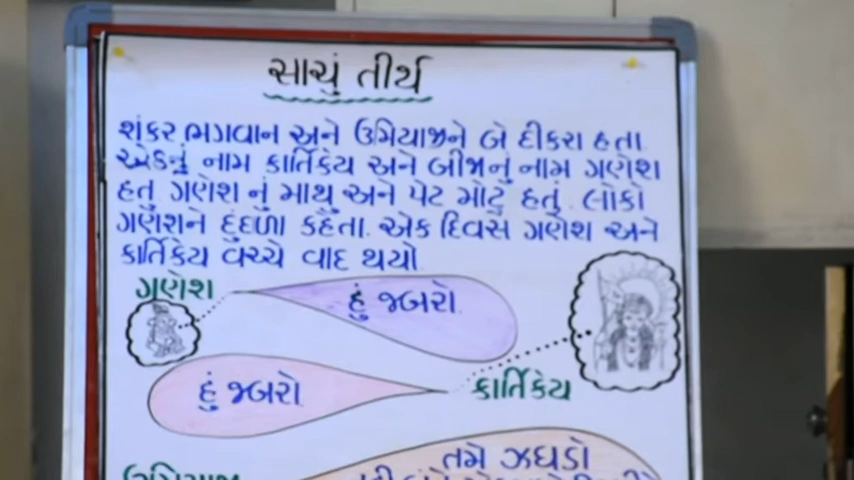 સાચું તીર્થ
શંકર ભગવાન અને ઉમિયાજીને બે દીકરા હતા.
એકનું નામ કાર્તિકેય અને બીજાનું નામ ગણેશ
હતું. ગણેશ નું માથુ અને પેટ મોટું હતું. લોકો
ગણેશને દુંદાળા કહેતા. એક દિવસે ગણેશ અને
કાર્તિકેય વચ્ચે વાદ થયો.
ગણેશ
હું જબરો.
હું જબરો.
કાર્તિકેય
તમે ઝઘડો
ઉમિયાજી